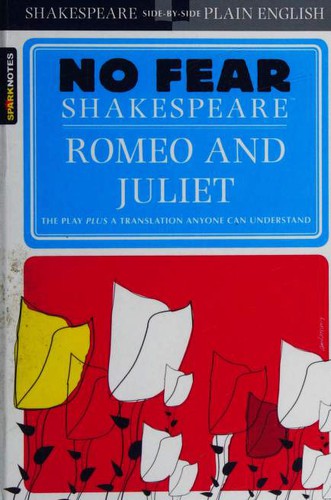 SHAKESPEARE SIDE-BY-SIDE PLAIN ENGLISH
SPARKNOTES
NO FEAR
SHAKESPEARE
ROMEO AND
JULIET
THE PLAY PLUS A TRANSLATION ANYONE CAN UNDERSTAND